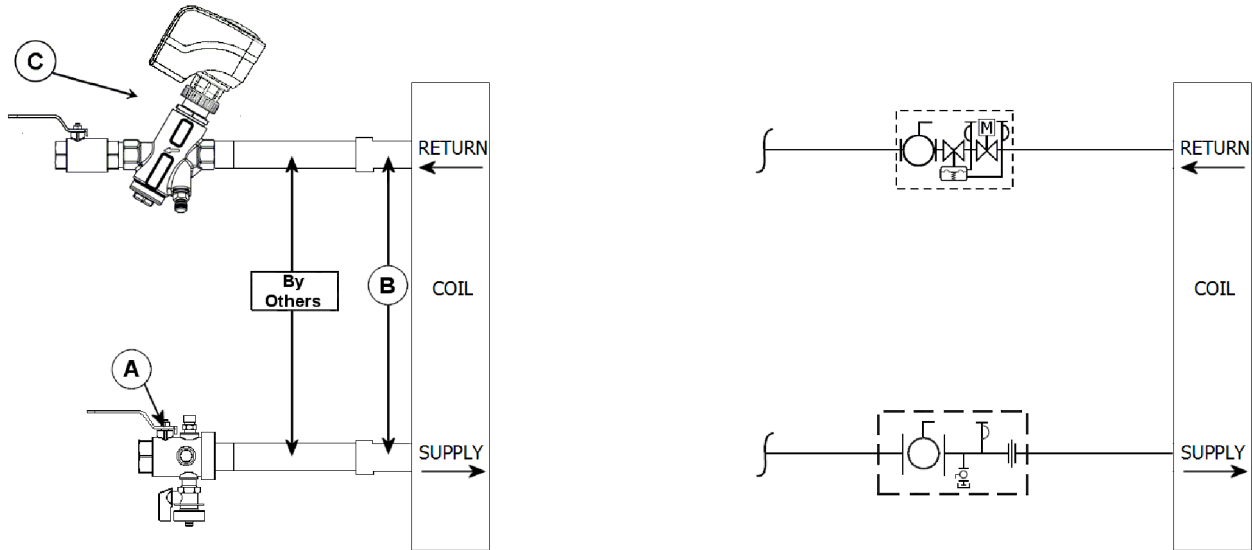 C
RETURN
By
Others
B
COIL
A
SUPPLY
M
RETURN
COIL
SUPPLY